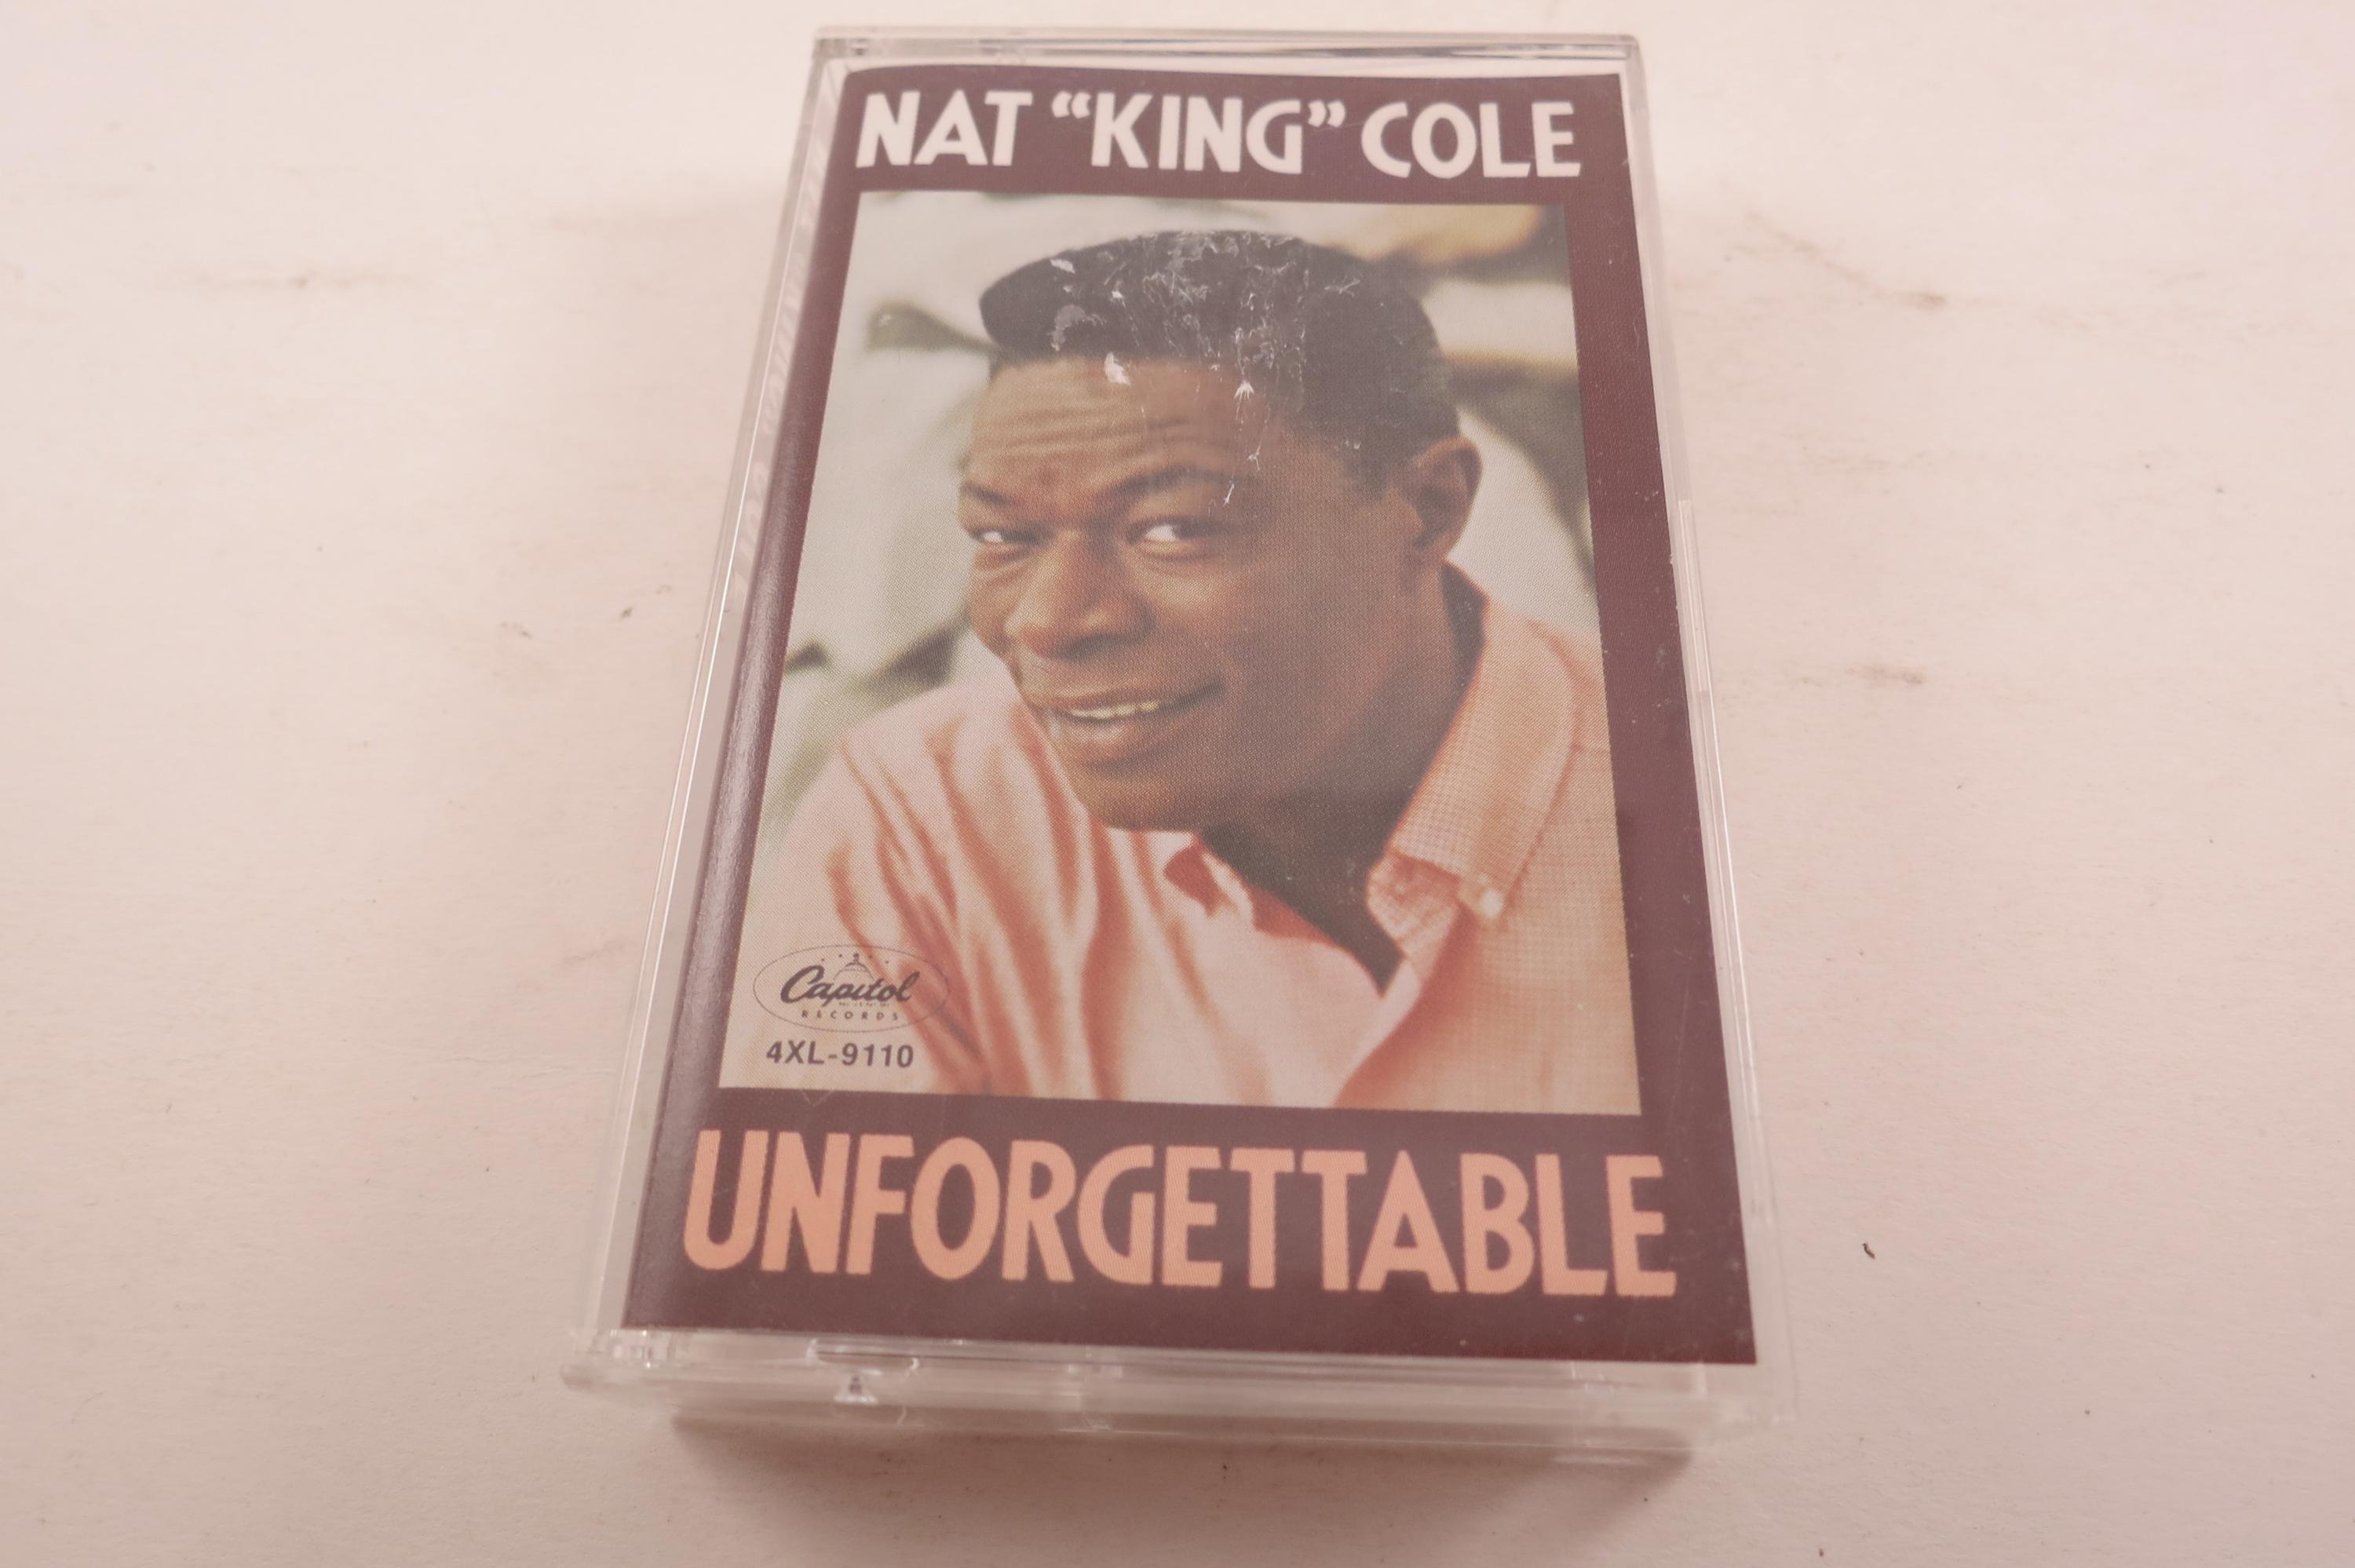 NAT “KING” COLE
Capitol
RECORDS
4XL-9110
UNFORGETTABLE